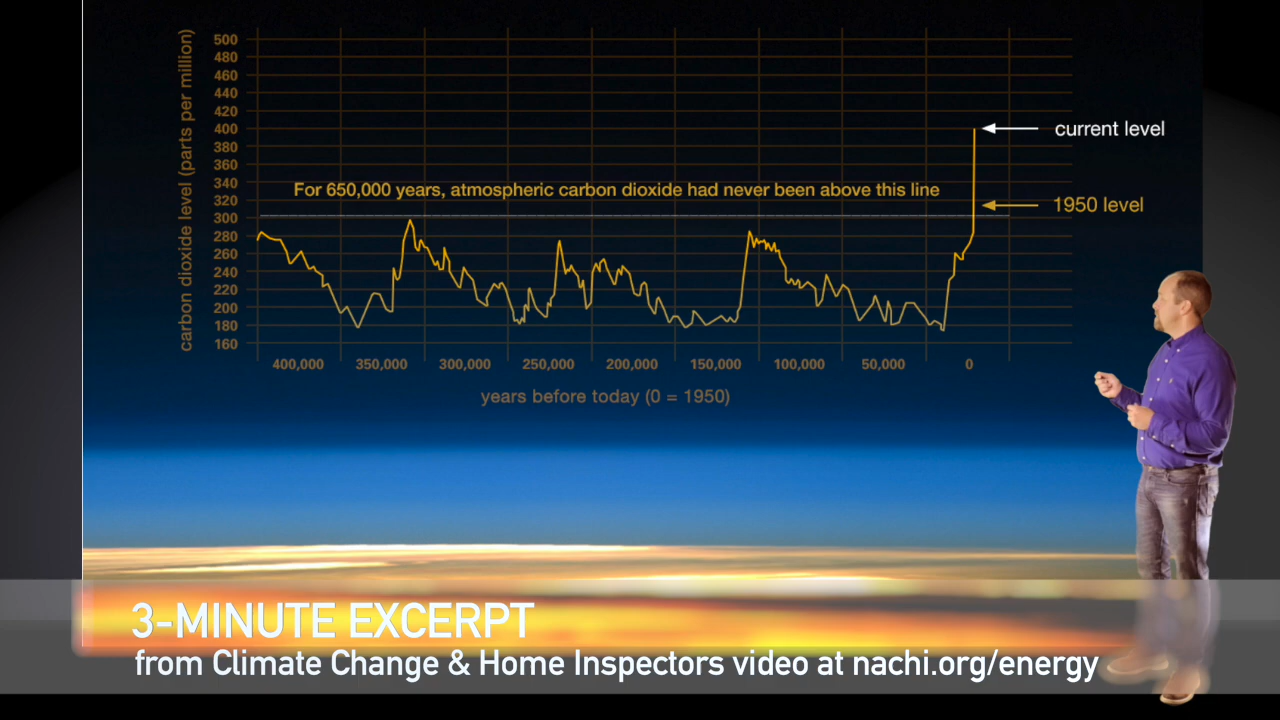 carbon dioxide level (parts per million)
500
480
460
440
420
400
380
360
340
320
300
280
260
240
220
200
180
160
current level
For 650,000 years, atmospheric carbon dioxide had never been above this line
1950 level
400,000 350,000 300,000 250,000 200,000 150,000 100,000 50,000 0
years before today (0 = 1950)
3-MINUTE EXCERPT
from Climate Change & Home Inspectors video at nachi.org/energy